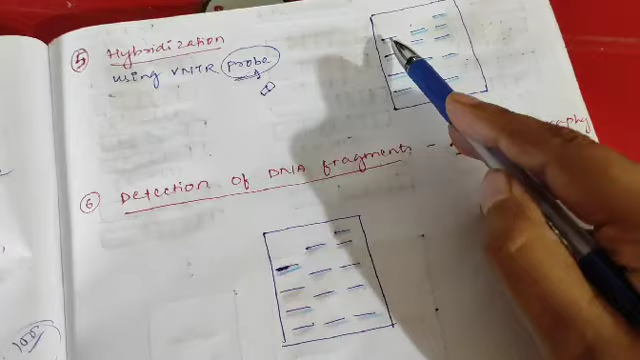 5 Hybridization
using VNTR probe
6 Detection of DNA fragments -